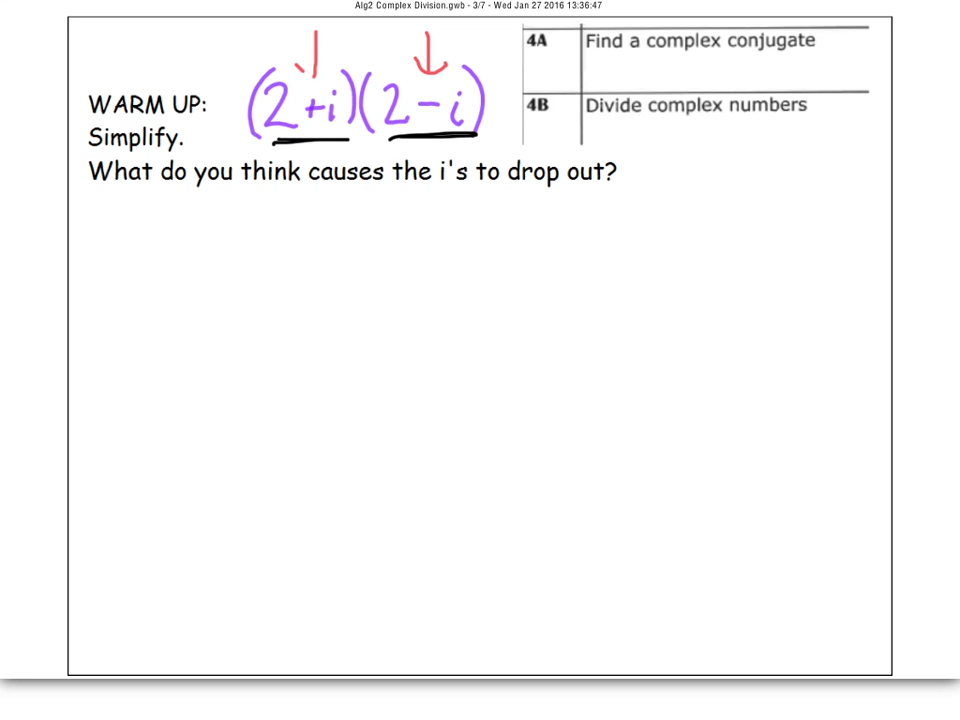 Alg2 Complex Division.gwb - 3/7 - Wed Jan 27 2016 13:36:47
4A Find a complex conjugate
4B Divide complex numbers
WARM UP: (2+i)(2-i)
Simplify.
What do you think causes the i's to drop out?